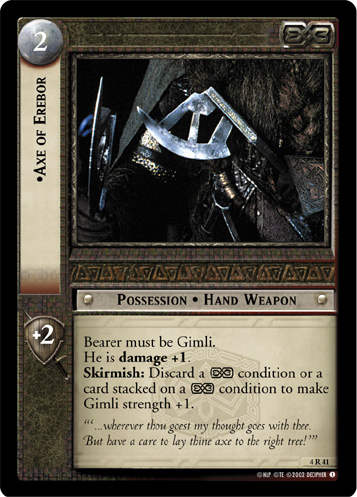 2
•Axe of Erebor
Possession • Hand Weapon
+2
Bearer must be Gimli.
He is damage +1.
Skirmish: Discard a condition or a
card stacked on a condition to make
Gimli strength +1.
“‘...wherever thou goest my thought goes with thee.
But have a care to lay thine axe to the right tree!’”
4 R 41
©NLP ©TE ©2002 DECIPHER